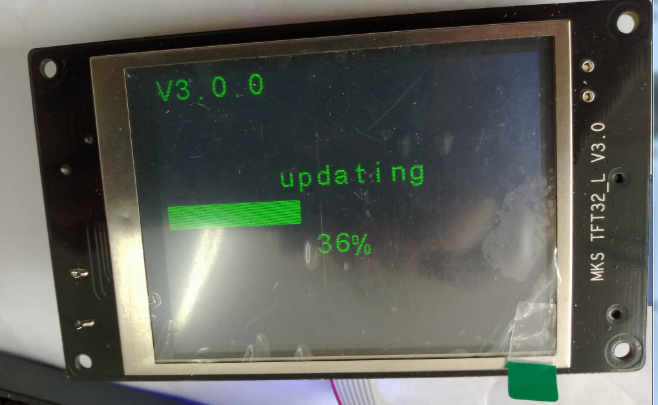 V3.0.0
updating
36%
MKS TFT32_L V3.0